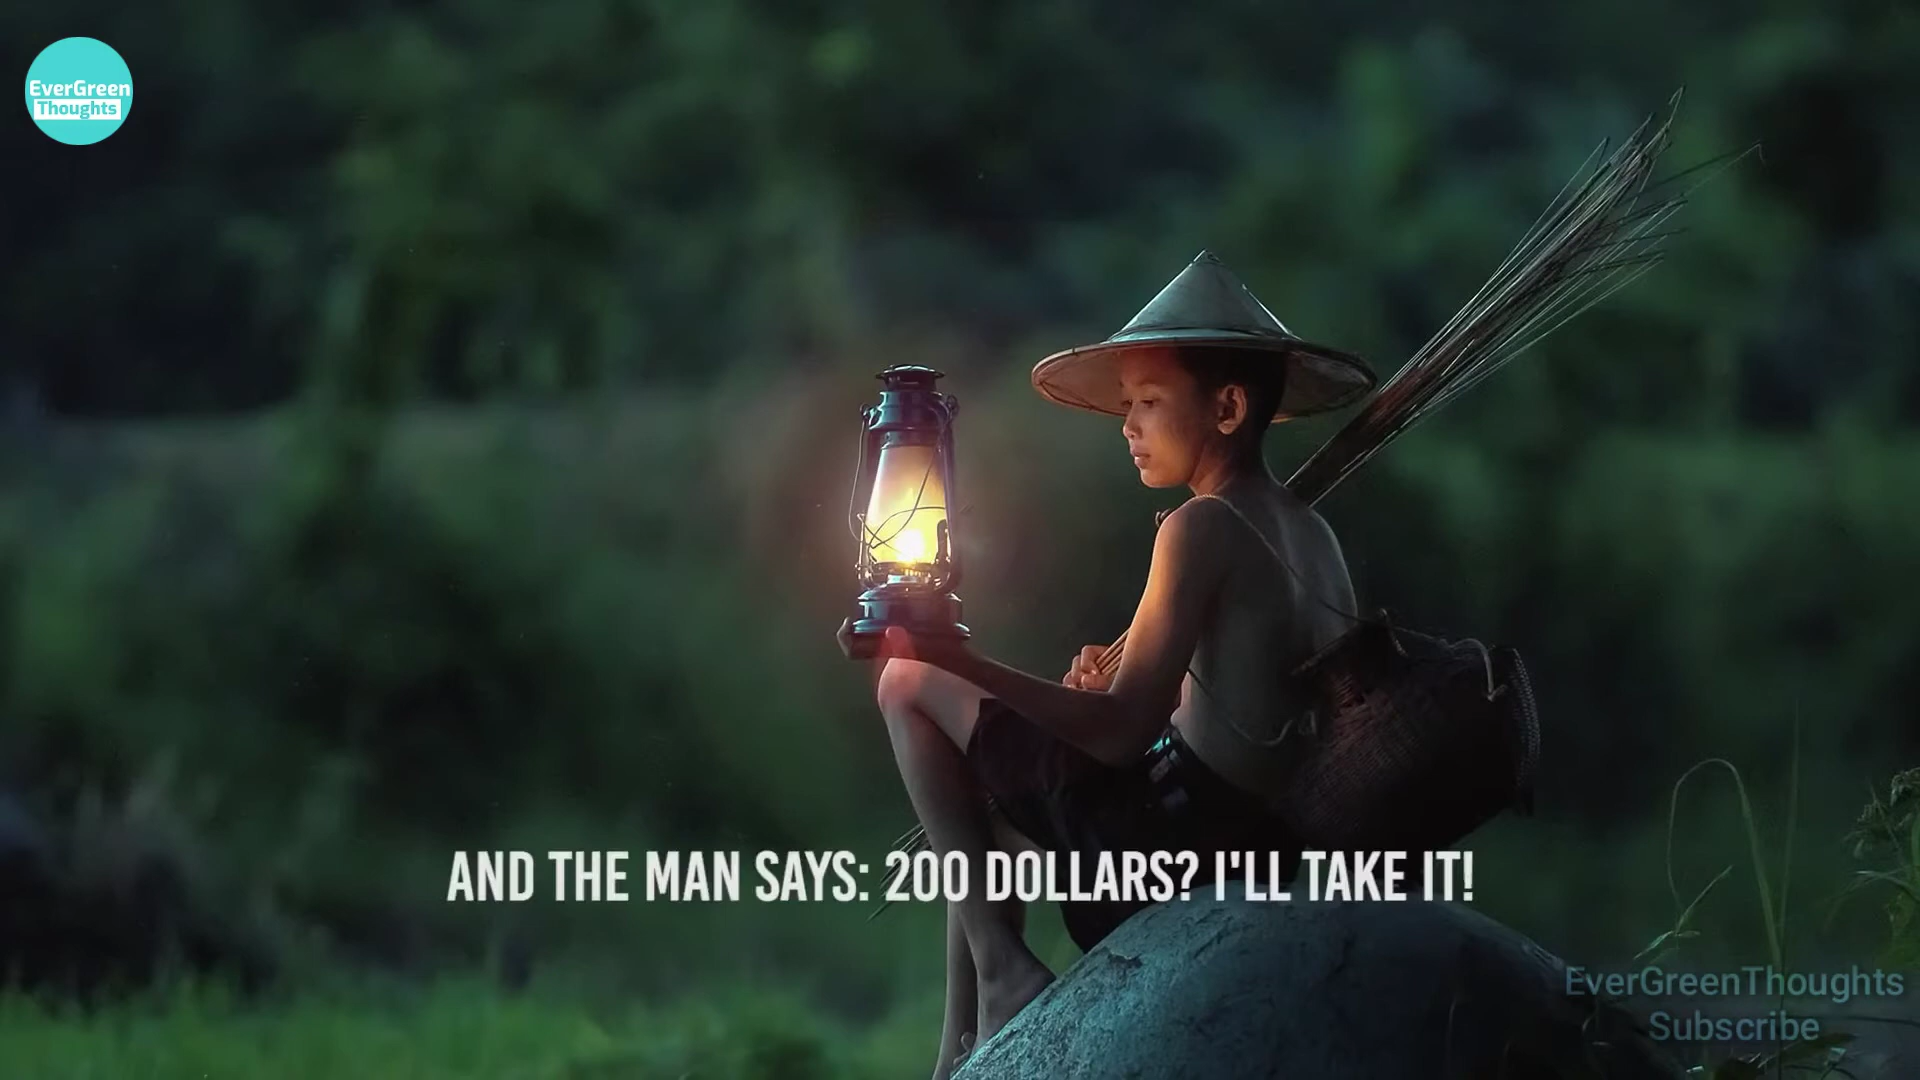 EverGreen
Thoughts
AND THE MAN SAYS: 200 DOLLARS? I'LL TAKE IT!
EverGreenThoughts
Subscribe